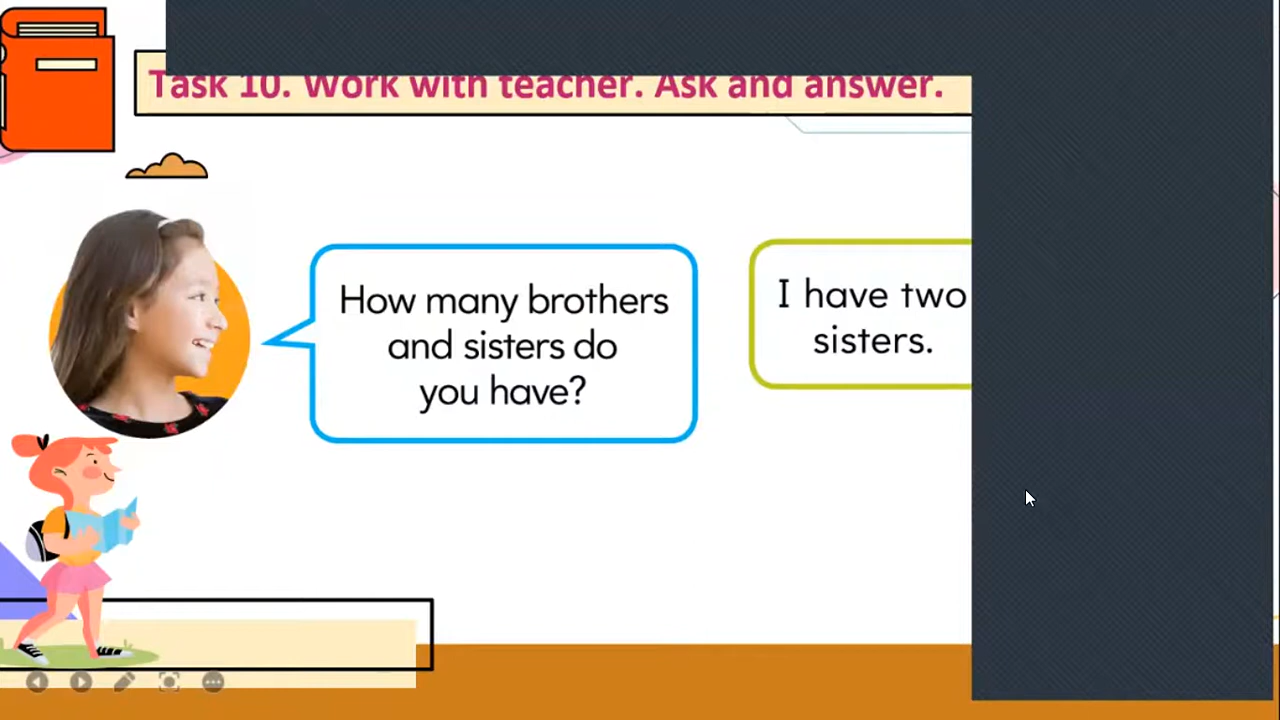 Task 10. Work with teacher. Ask and answer.
How many brothers
and sisters do
you have?
I have two
sisters.